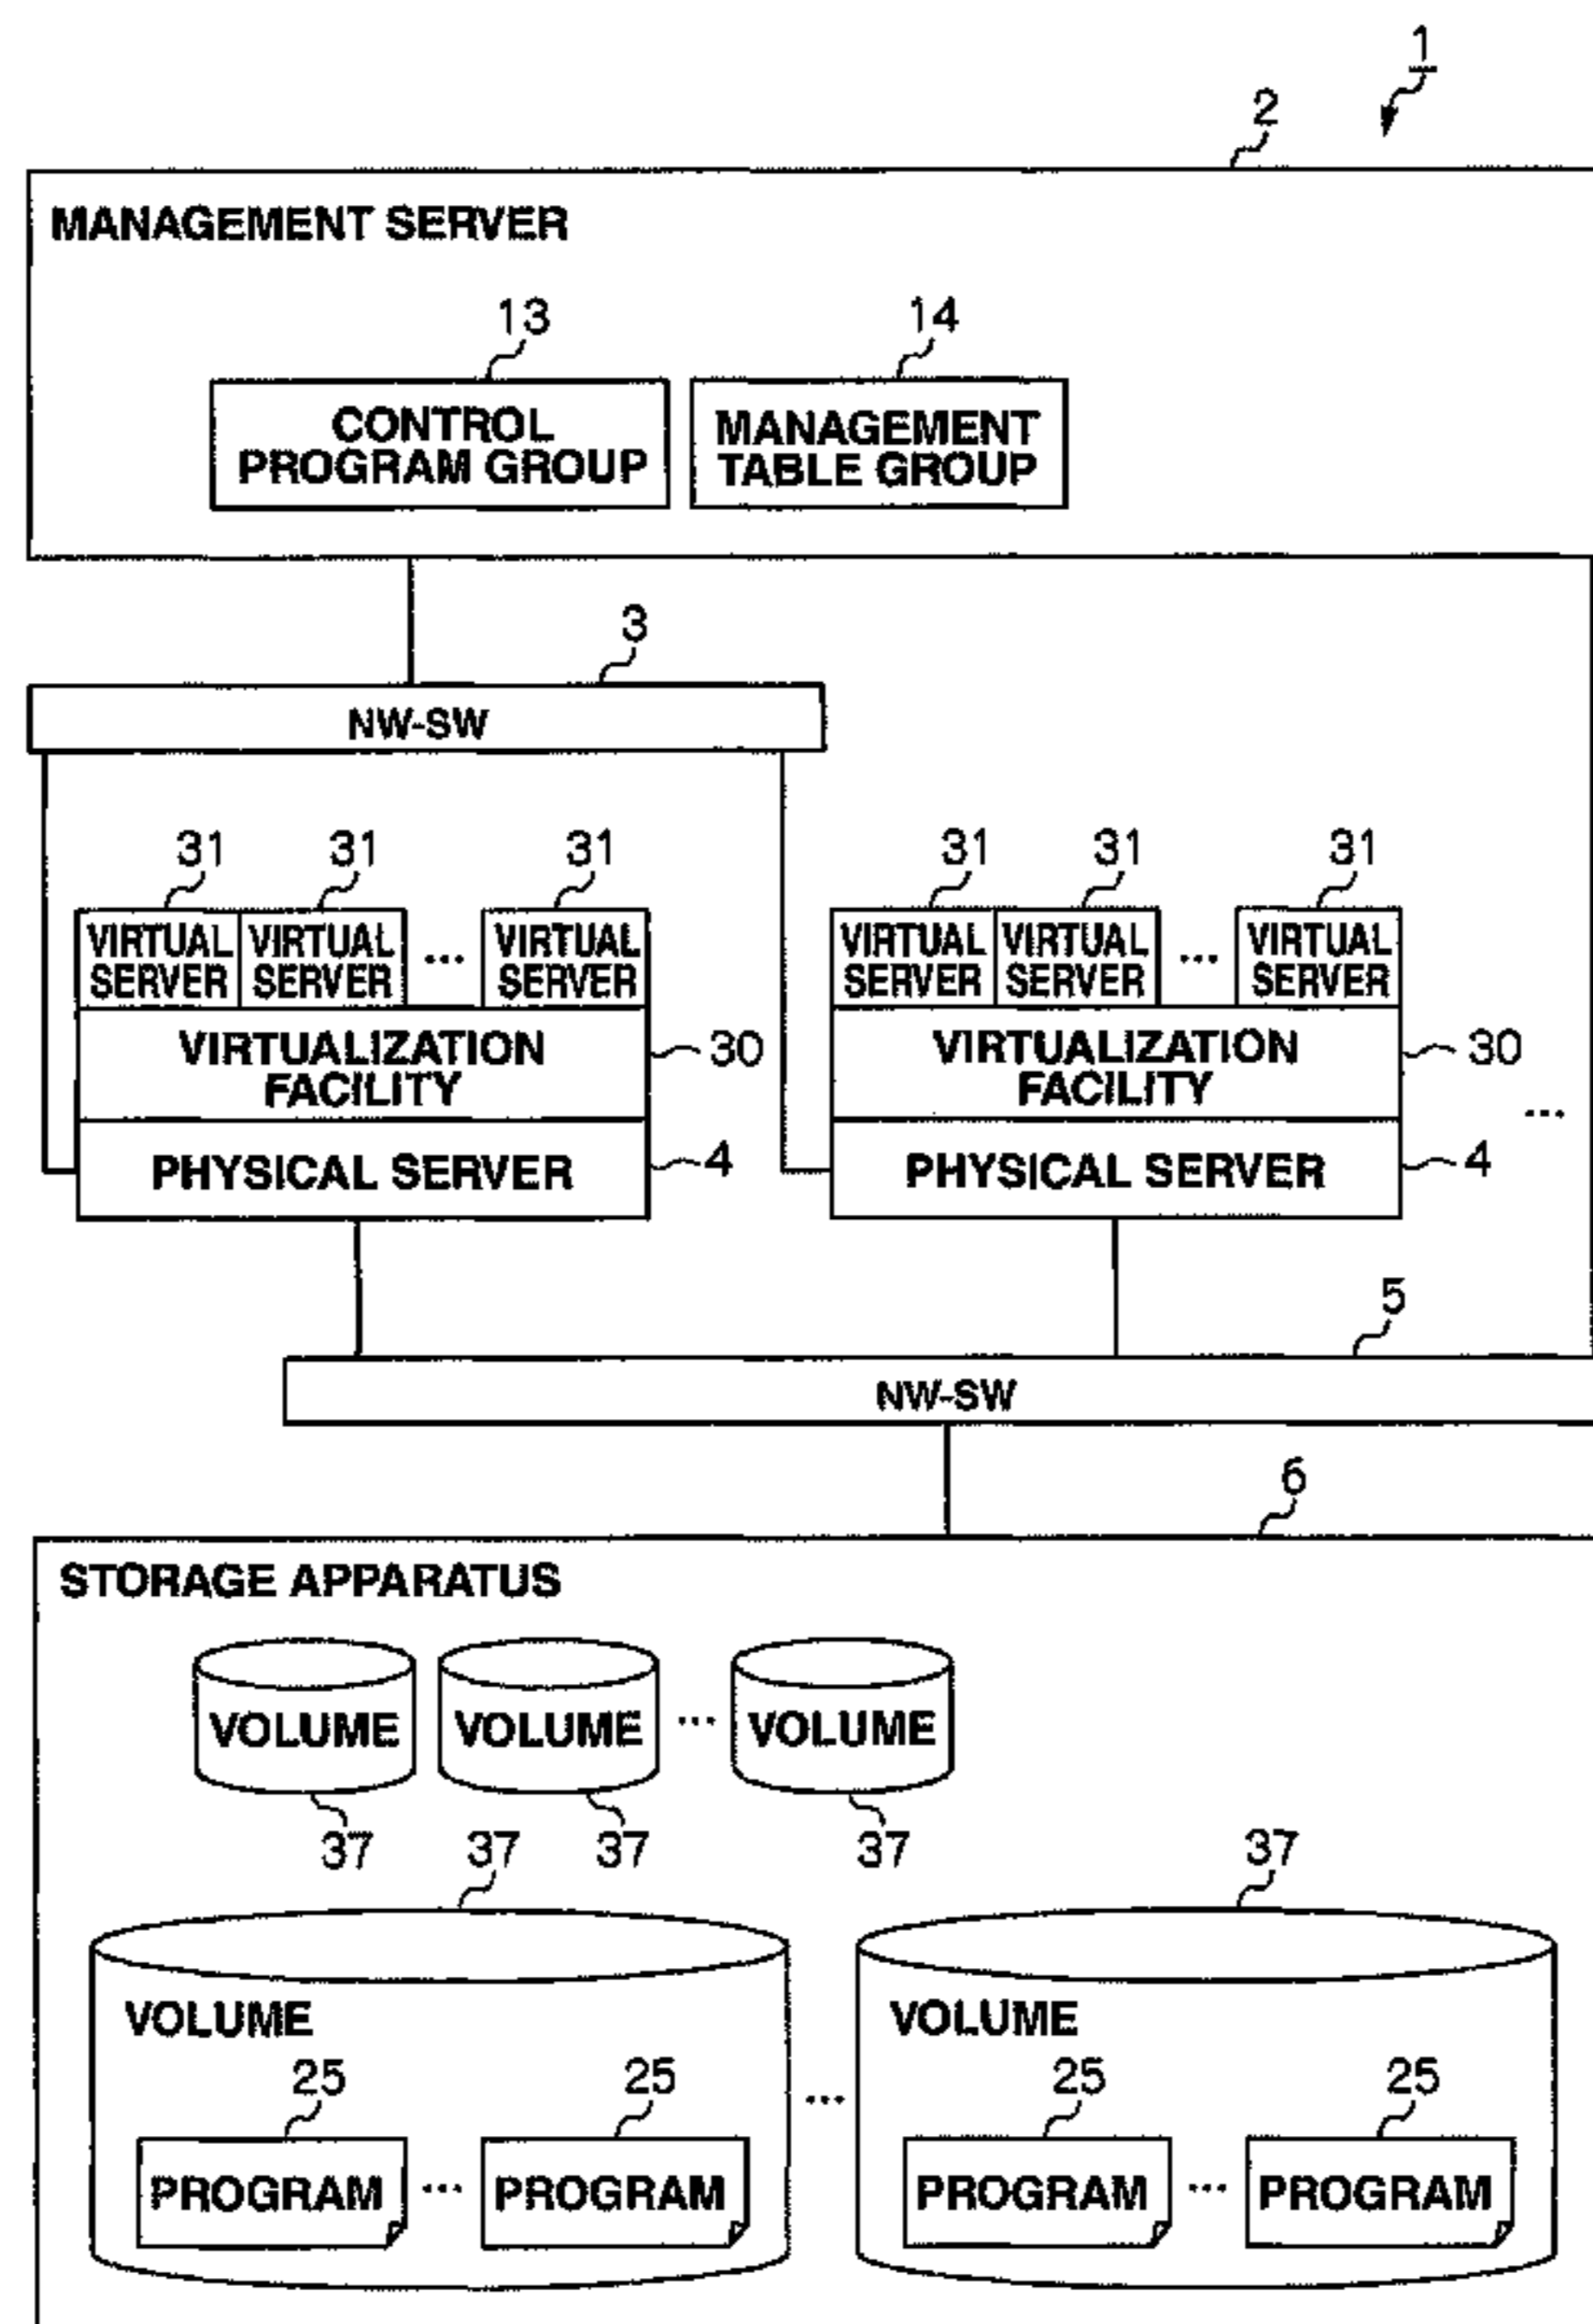 1
2
MANAGEMENT SERVER
13
14
CONTROL
PROGRAM GROUP
MANAGEMENT
TABLE GROUP
3
NW-SW
31 31 31 31 31 31
VIRTUAL SERVER
VIRTUAL SERVER
...
VIRTUAL SERVER
VIRTUAL SERVER
VIRTUAL SERVER
...
VIRTUAL SERVER
VIRTUALIZATION
FACILITY
30
VIRTUALIZATION
FACILITY
30
...
PHYSICAL SERVER
4
PHYSICAL SERVER
4
5
NW-SW
6
STORAGE APPARATUS
VOLUME VOLUME ... VOLUME
37 37 37 37 37
VOLUME
VOLUME
25 25 25 25
...
PROGRAM ... PROGRAM
PROGRAM ... PROGRAM